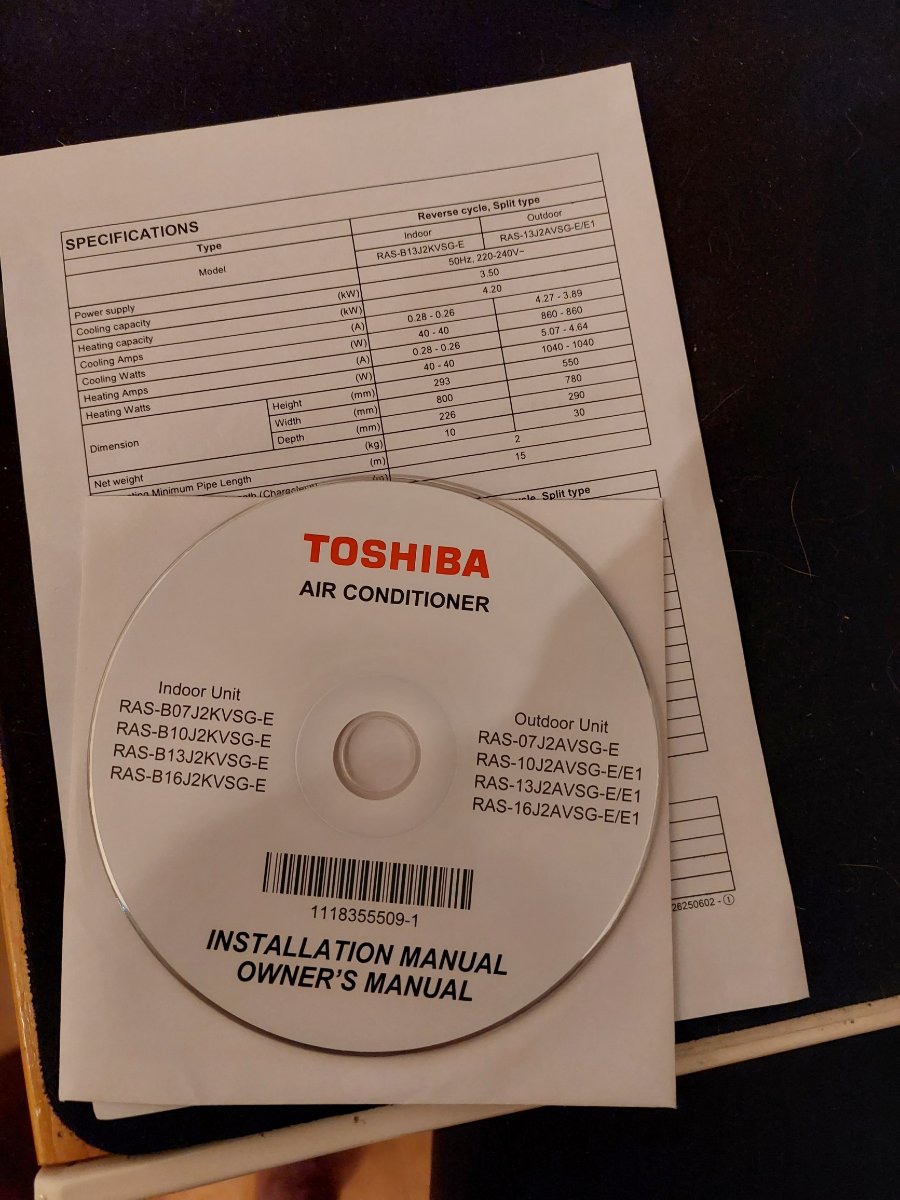 SPECIFICATIONS
Type Reverse cycle, Split type
Indoor Outdoor
Model RAS-B13J2KVSG-E RAS-13J2AVSG-E/E1
Power supply 50Hz, 220-240V~
Cooling capacity (kW) 3.50
Heating capacity (kW) 4.20
Cooling Amps (A) 0.28 - 0.26 4.27 - 3.89
Cooling Watts (W) 40 - 40 860 - 860
Heating Amps (A) 0.28 - 0.26 5.07 - 4.64
Heating Watts (W) 40 - 40 1040 - 1040
Dimension Height (mm) 293 550
Width (mm) 800 780
Depth (mm) 226 290
Net weight (kg) 10 30
Minimum Pipe Length (m) 2
15
Split type
TOSHIBA
AIR CONDITIONER
Indoor Unit
RAS-B07J2KVSG-E
RAS-B10J2KVSG-E
RAS-B13J2KVSG-E
RAS-B16J2KVSG-E
Outdoor Unit
RAS-07J2AVSG-E
RAS-10J2AVSG-E/E1
RAS-13J2AVSG-E/E1
RAS-16J2AVSG-E/E1
1118355509-1
INSTALLATION MANUAL
OWNER'S MANUAL
26250602 - ①